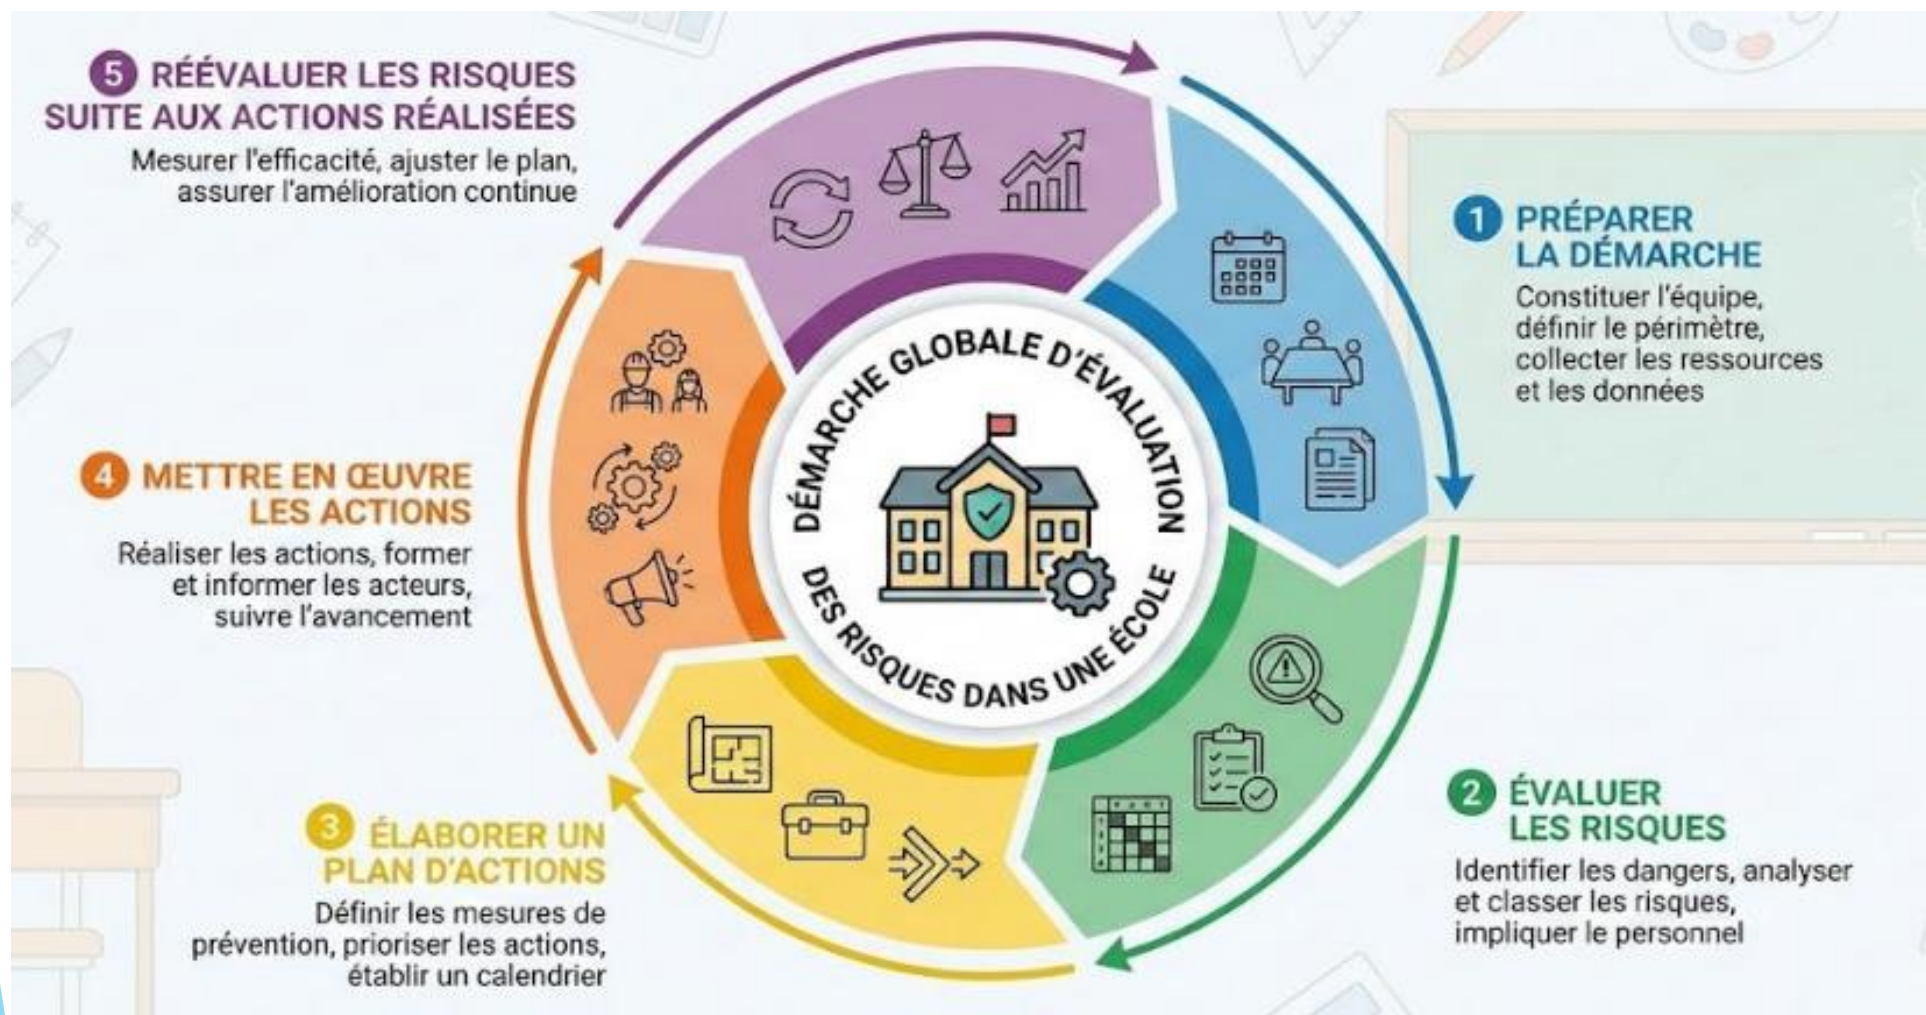 DÉMARCHE GLOBALE D'ÉVALUATION
DES RISQUES DANS UNE ÉCOLE
1 PRÉPARER
LA DÉMARCHE
Constituer l'équipe,
définir le périmètre,
collecter les ressources
et les données
2 ÉVALUER
LES RISQUES
Identifier les dangers, analyser
et classer les risques,
impliquer le personnel
3 ÉLABORER UN
PLAN D'ACTIONS
Définir les mesures de
prévention, prioriser les actions,
établir un calendrier
4 METTRE EN ŒUVRE
LES ACTIONS
Réaliser les actions, former
et informer les acteurs,
suivre l'avancement
5 RÉÉVALUER LES RISQUES
SUITE AUX ACTIONS RÉALISÉES
Mesurer l'efficacité, ajuster le plan,
assurer l'amélioration continue